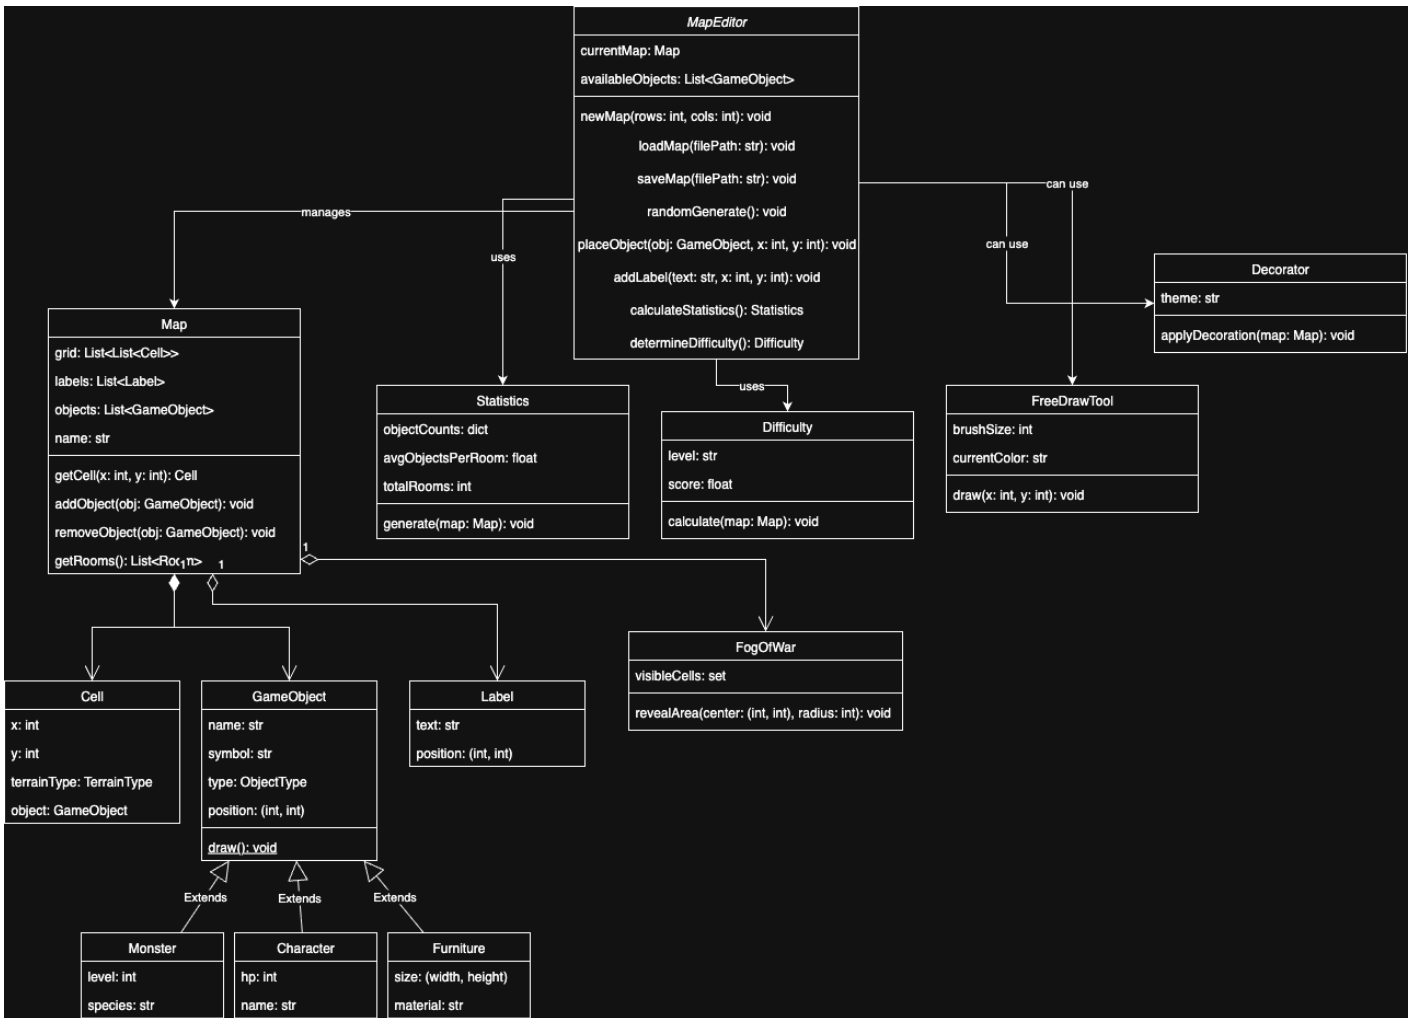 MapEditor
currentMap: Map
availableObjects: List<GameObject>
newMap(rows: int, cols: int): void
loadMap(filePath: str): void
saveMap(filePath: str): void
randomGenerate(): void
placeObject(obj: GameObject, x: int, y: int): void
addLabel(text: str, x: int, y: int): void
calculateStatistics(): Statistics
determineDifficulty(): Difficulty
manages
uses
uses
can use
can use
Decorator
theme: str
applyDecoration(map: Map): void
Map
grid: List<List<Cell>>
labels: List<Label>
objects: List<GameObject>
name: str
getCell(x: int, y: int): Cell
addObject(obj: GameObject): void
removeObject(obj: GameObject): void
getRooms(): List<Room>
1
1
1
Statistics
objectCounts: dict
avgObjectsPerRoom: float
totalRooms: int
generate(map: Map): void
Difficulty
level: str
score: float
calculate(map: Map): void
FreeDrawTool
brushSize: int
currentColor: str
draw(x: int, y: int): void
FogOfWar
visibleCells: set
revealArea(center: (int, int), radius: int): void
Cell
x: int
y: int
terrainType: TerrainType
object: GameObject
GameObject
name: str
symbol: str
type: ObjectType
position: (int, int)
draw(): void
Label
text: str
position: (int, int)
Extends
Extends
Extends
Monster
level: int
species: str
Character
hp: int
name: str
Furniture
size: (width, height)
material: str